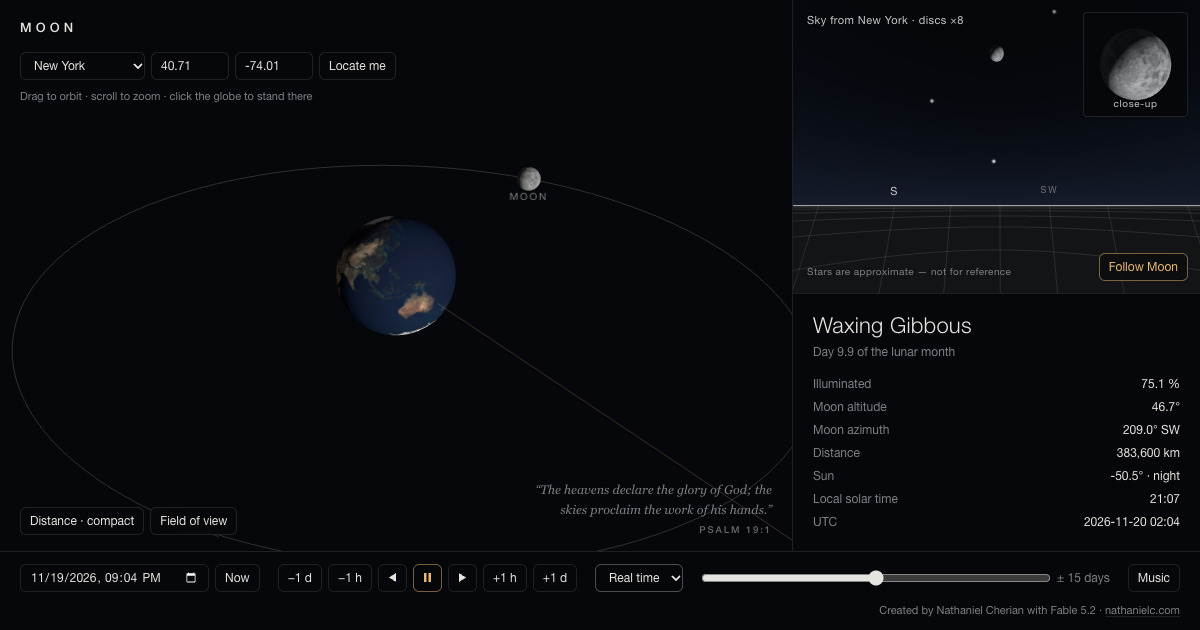 MOON
New York
40.71
-74.01
Locate me
Drag to orbit · scroll to zoom · click the globe to stand there
MOON
“The heavens declare the glory of God; the
skies proclaim the work of his hands.”
PSALM 19:1
Distance · compact
Field of view
Sky from New York · discs ×8
close-up
S
SW
Stars are approximate — not for reference
Follow Moon
Waxing Gibbous
Day 9.9 of the lunar month
Illuminated 75.1 %
Moon altitude 46.7°
Moon azimuth 209.0° SW
Distance 383,600 km
Sun -50.5° · night
Local solar time 21:07
UTC 2026-11-20 02:04
11/19/2026, 09:04 PM
Now
−1 d
−1 h
+1 h
+1 d
Real time
± 15 days
Music
Created by Nathaniel Cherian with Fable 5.2 · nathanielc.com